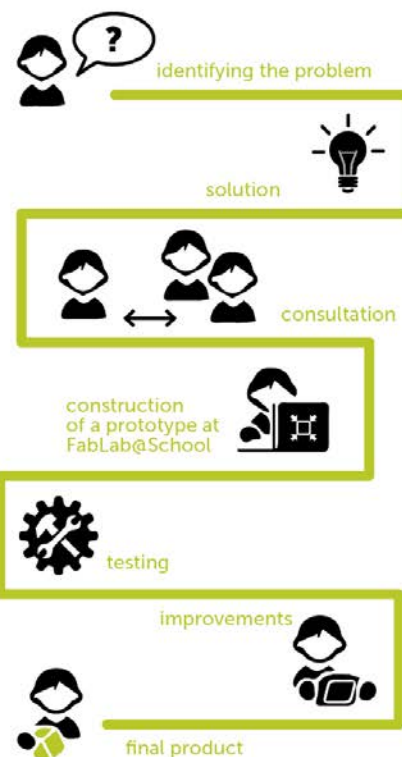 ?
identifying the problem
solution
consultation
construction
of a prototype at
FabLab@School
testing
improvements
final product